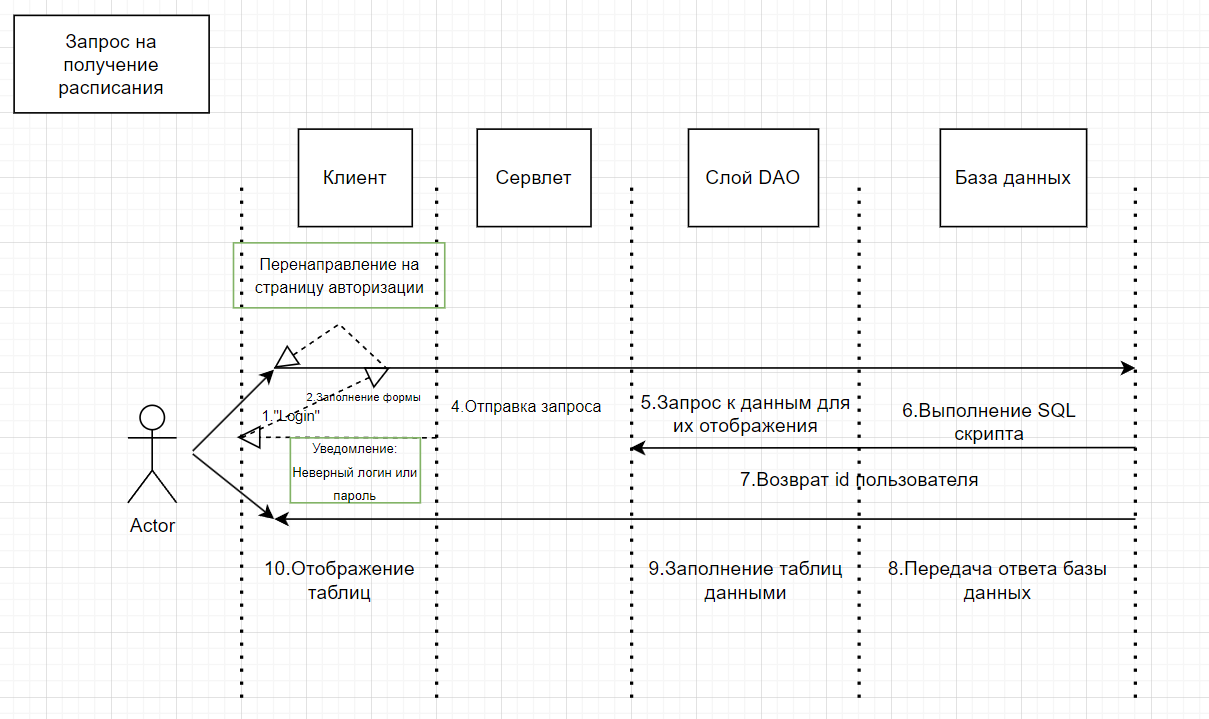 Запрос на
получение
расписания
Клиент
Сервлет
Слой DAO
База данных
Перенаправление на
страницу авторизации
2.Заполнение формы
1."Login"
4.Отправка запроса
5.Запрос к данным для
их отображения
6.Выполнение SQL
скрипта
Уведомление:
Неверный логин или
пароль
7.Возврат id пользователя
Actor
10.Отображение
таблиц
9.Заполнение таблиц
данными
8.Передача ответа базы
данных